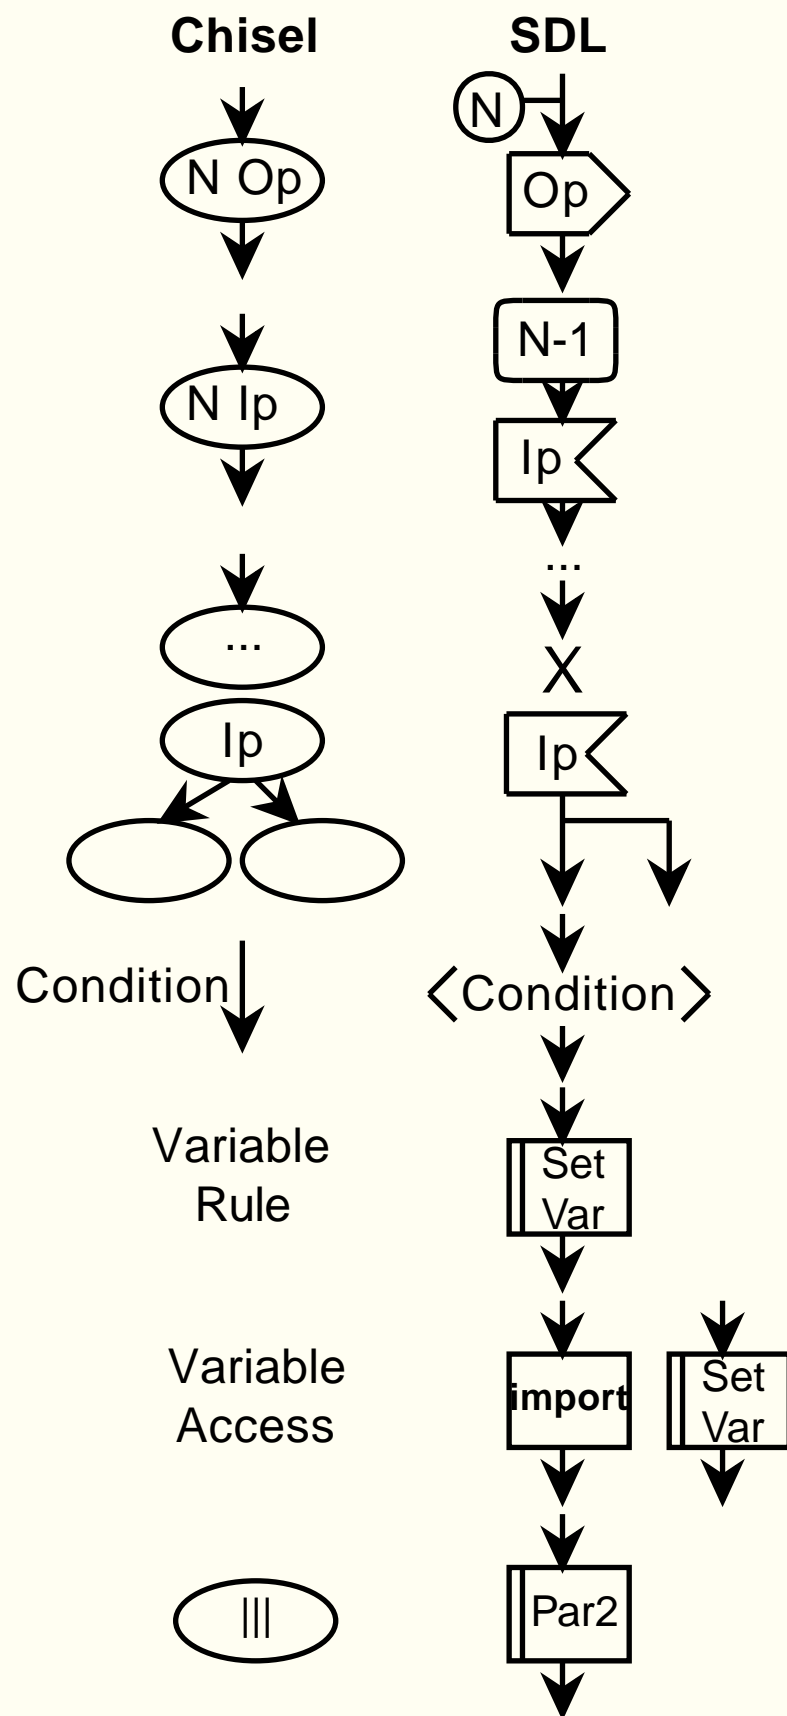 Chisel SDL
N
N Op Op
N-1
N Ip
Ip
...
...
X
Ip Ip
Condition Condition
Variable
Rule
Set
Var
Variable
Access
import
Set
Var
||| Par2